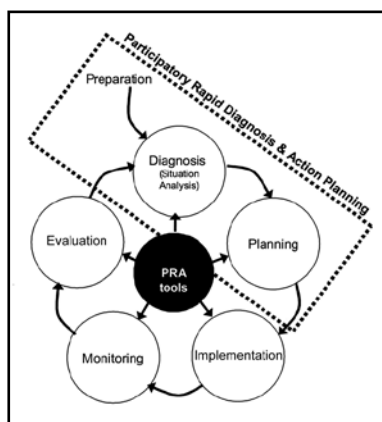 Participatory Rapid Diagnosis & Action Planning
Preparation
Diagnosis
(Situation
Analysis)
Evaluation
Planning
PRA
tools
Monitoring
Implementation